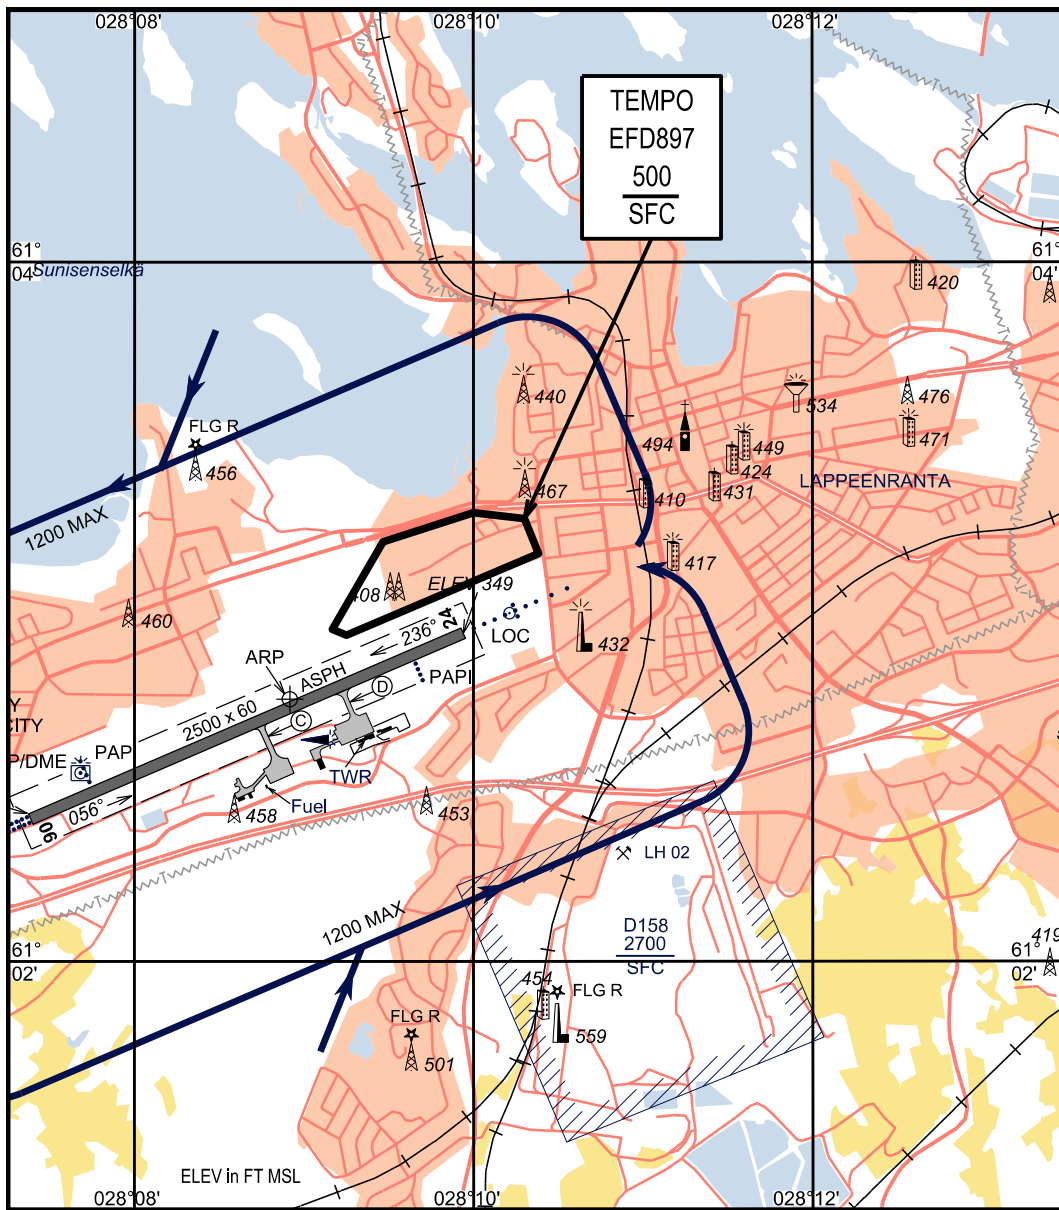 028°08'
028°10'
028°12'
TEMPO
EFD897
500
SFC
61°
04'
Sunisenselkä
61°
04'
420
440
534
476
FLG R
456
494
449
471
424
467
431
LAPPEENRANTA
410
1200 MAX
417
408
ELEV 349
460
24
236°
LOC
432
ARP
ASPH
D
PAPI
2500 x 60
C
Y
CITY
P/DME
PAP
TWR
Fuel
056°
06
458
453
LH 02
1200 MAX
D158
2700
SFC
61°
02'
419
61°
02'
454
FLG R
FLG R
559
501
ELEV in FT MSL
028°08'
028°10'
028°12'